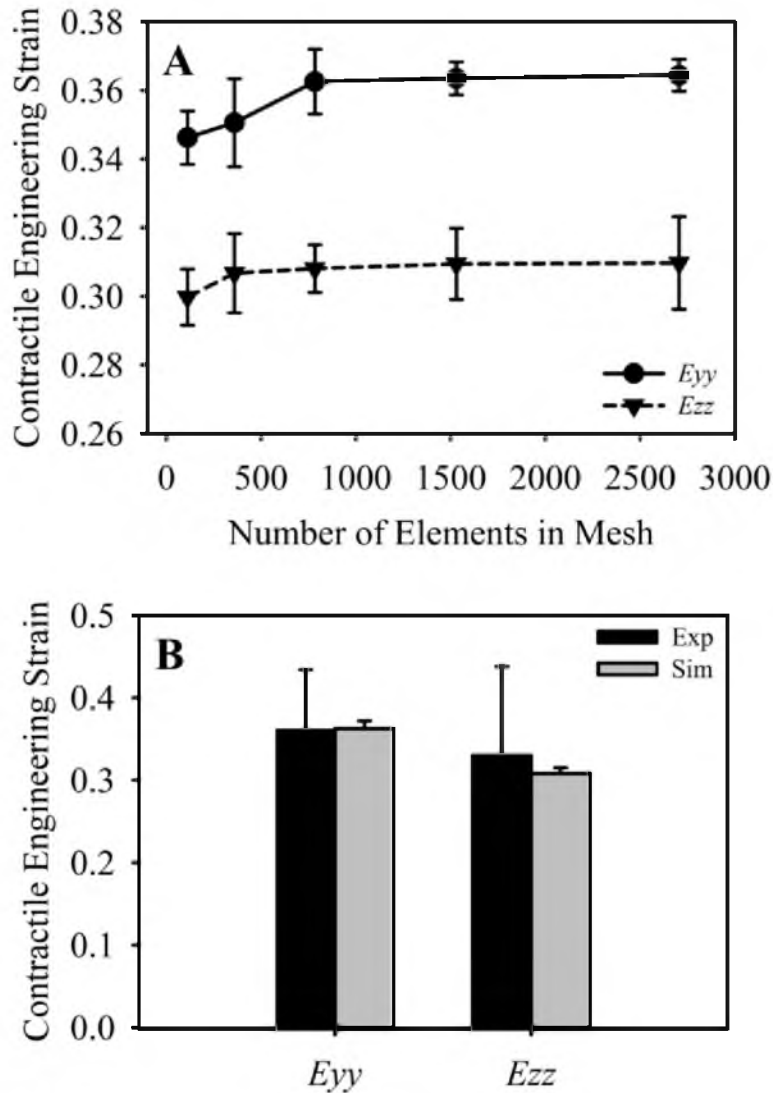 A
Contractile Engineering Strain
0.38
0.36
0.34
0.32
0.30
0.28
0.26
Eyy
Ezz
0 500 1000 1500 2000 2500 3000
Number of Elements in Mesh
B
Contractile Engineering Strain
0.5
0.4
0.3
0.2
0.1
0.0
Exp
Sim
Eyy Ezz